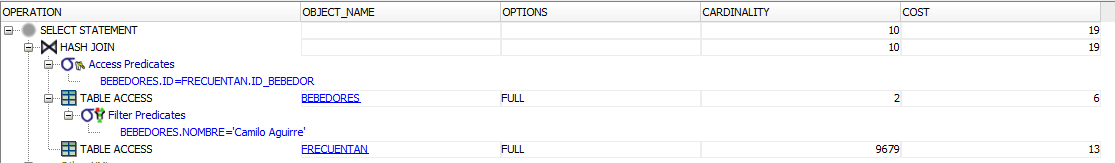 OPERATION OBJECT_NAME OPTIONS CARDINALITY COST
SELECT STATEMENT 10 19
HASH JOIN 10 19
Access Predicates
BEBEDORES.ID=FRECUENTAN.ID_BEBEDOR
TABLE ACCESS BEBEDORES FULL 2 6
Filter Predicates
BEBEDORES.NOMBRE='Camilo Aguirre'
TABLE ACCESS FRECUENTAN FULL 9679 13